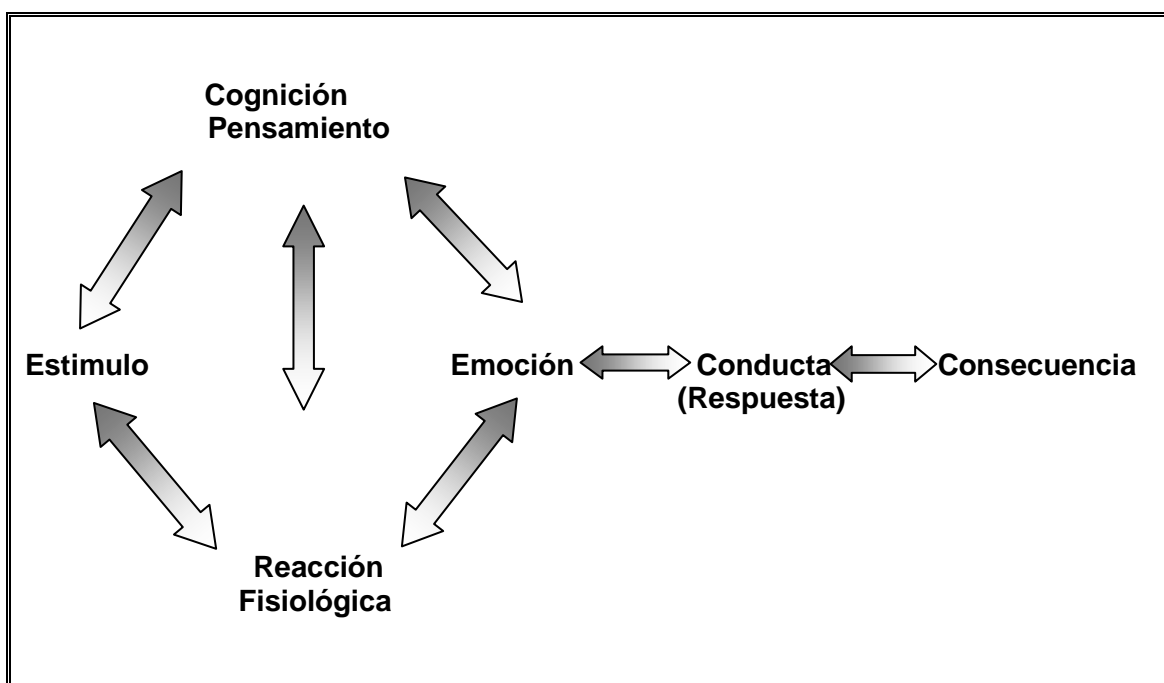 Cognición
Pensamiento
Estimulo
Emoción
Conducta
(Respuesta)
Consecuencia
Reacción
Fisiológica